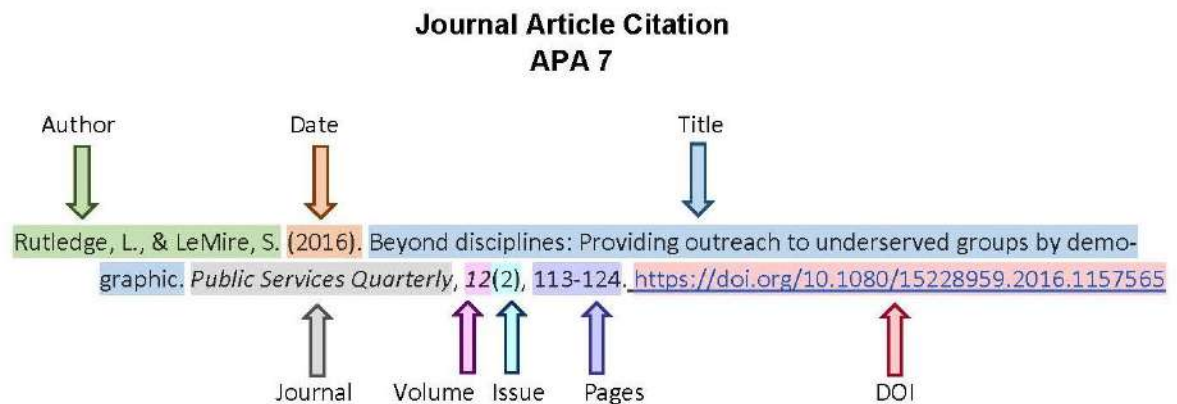 Journal Article Citation
APA 7
Author Date Title
Rutledge, L., & LeMire, S. (2016). Beyond disciplines: Providing outreach to underserved groups by demo-
graphic. Public Services Quarterly, 12(2), 113-124. https://doi.org/10.1080/15228959.2016.1157565
Journal Volume Issue Pages DOI